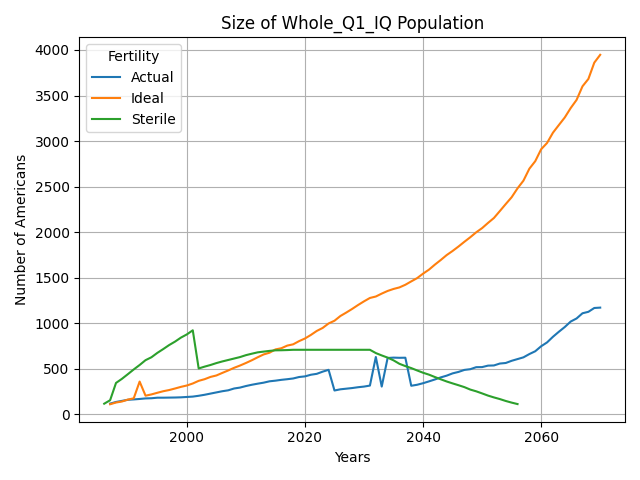 Size of Whole_Q1_IQ Population
Fertility
Actual
Ideal
Sterile
Number of Americans
4000
3500
3000
2500
2000
1500
1000
500
0
2000
2020
2040
2060
Years